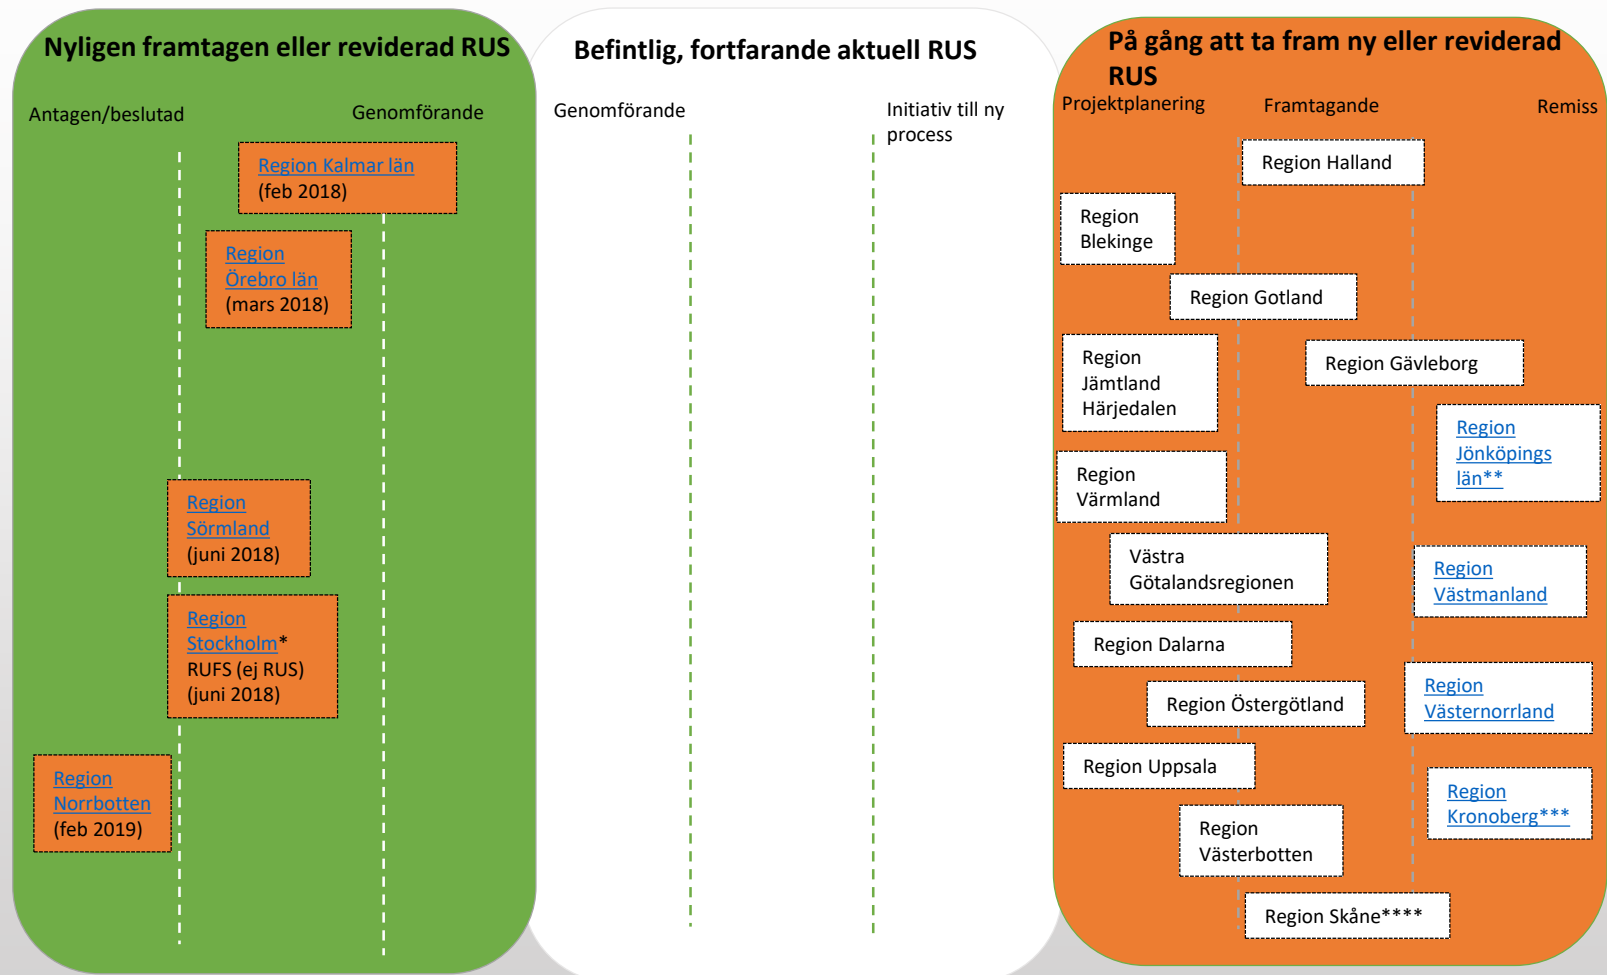 Nyligen framtagen eller reviderad RUS
Antagen/beslutad
Genomförande
Region Kalmar län
(feb 2018)
Region
Örebro län
(mars 2018)
Region
Sörmland
(juni 2018)
Region
Stockholm*
RUFS (ej RUS)
(juni 2018)
Region
Norrbotten
(feb 2019)
Befintlig, fortfarande aktuell RUS
Genomförande
Initiativ till ny
process
På gång att ta fram ny eller reviderad
RUS
Projektplanering
Framtagande
Remiss
Region Halland
Region
Blekinge
Region Gotland
Region
Jämtland
Härjedalen
Region Gävleborg
Region
Jönköpings
län**
Region
Värmland
Västra
Götalandsregionen
Region
Västmanland
Region Dalarna
Region Östergötland
Region
Västernorrland
Region Uppsala
Region
Kronoberg***
Region
Västerbotten
Region Skåne****